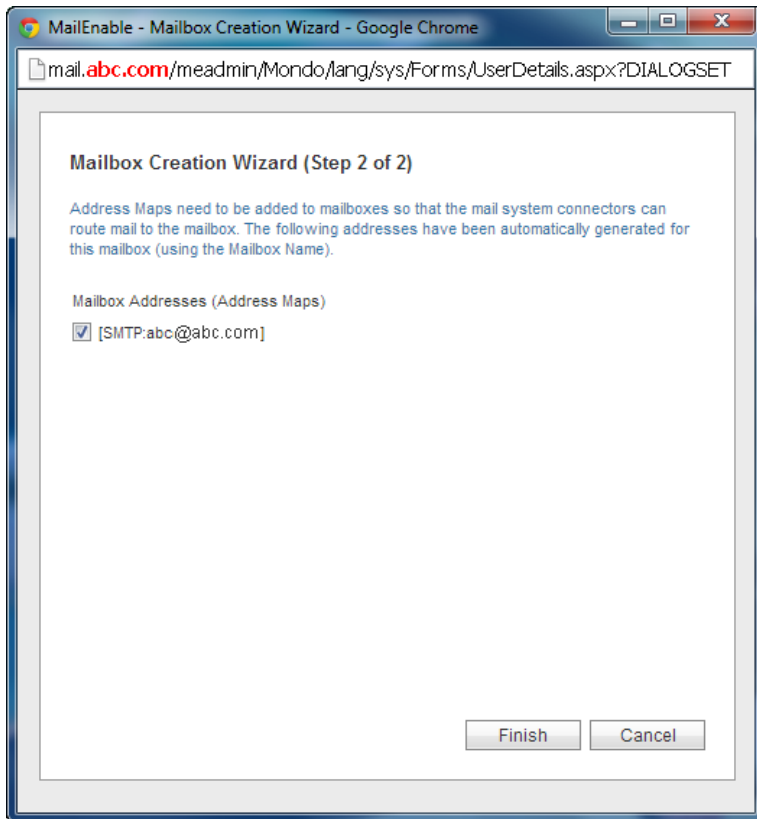 MailEnable - Mailbox Creation Wizard - Google Chrome
mail.abc.com/meadmin/Mondo/lang/sys/Forms/UserDetails.aspx?DIALOGSET
Mailbox Creation Wizard (Step 2 of 2)
Address Maps need to be added to mailboxes so that the mail system connectors can
route mail to the mailbox. The following addresses have been automatically generated for
this mailbox (using the Mailbox Name).
Mailbox Addresses (Address Maps)
[SMTP:abc@abc.com]
Finish Cancel